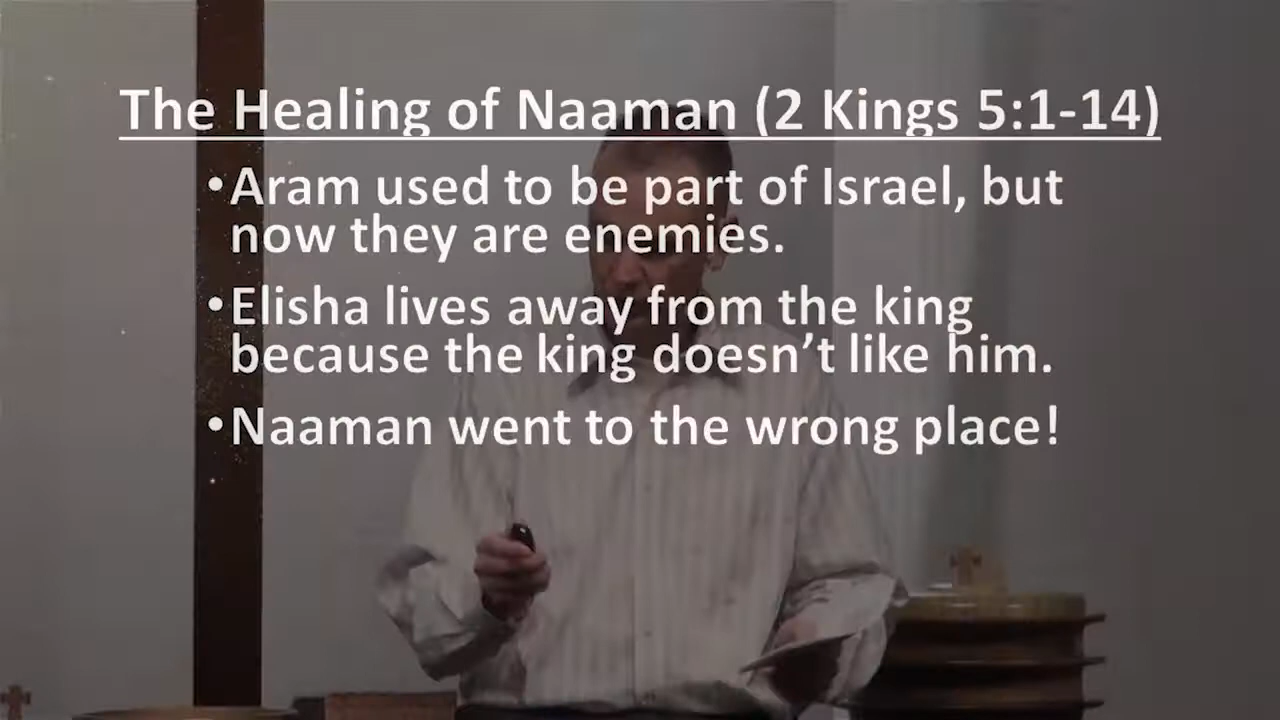 The Healing of Naaman (2 Kings 5:1-14)
•Aram used to be part of Israel, but
now they are enemies.
•Elisha lives away from the king
because the king doesn’t like him.
•Naaman went to the wrong place!